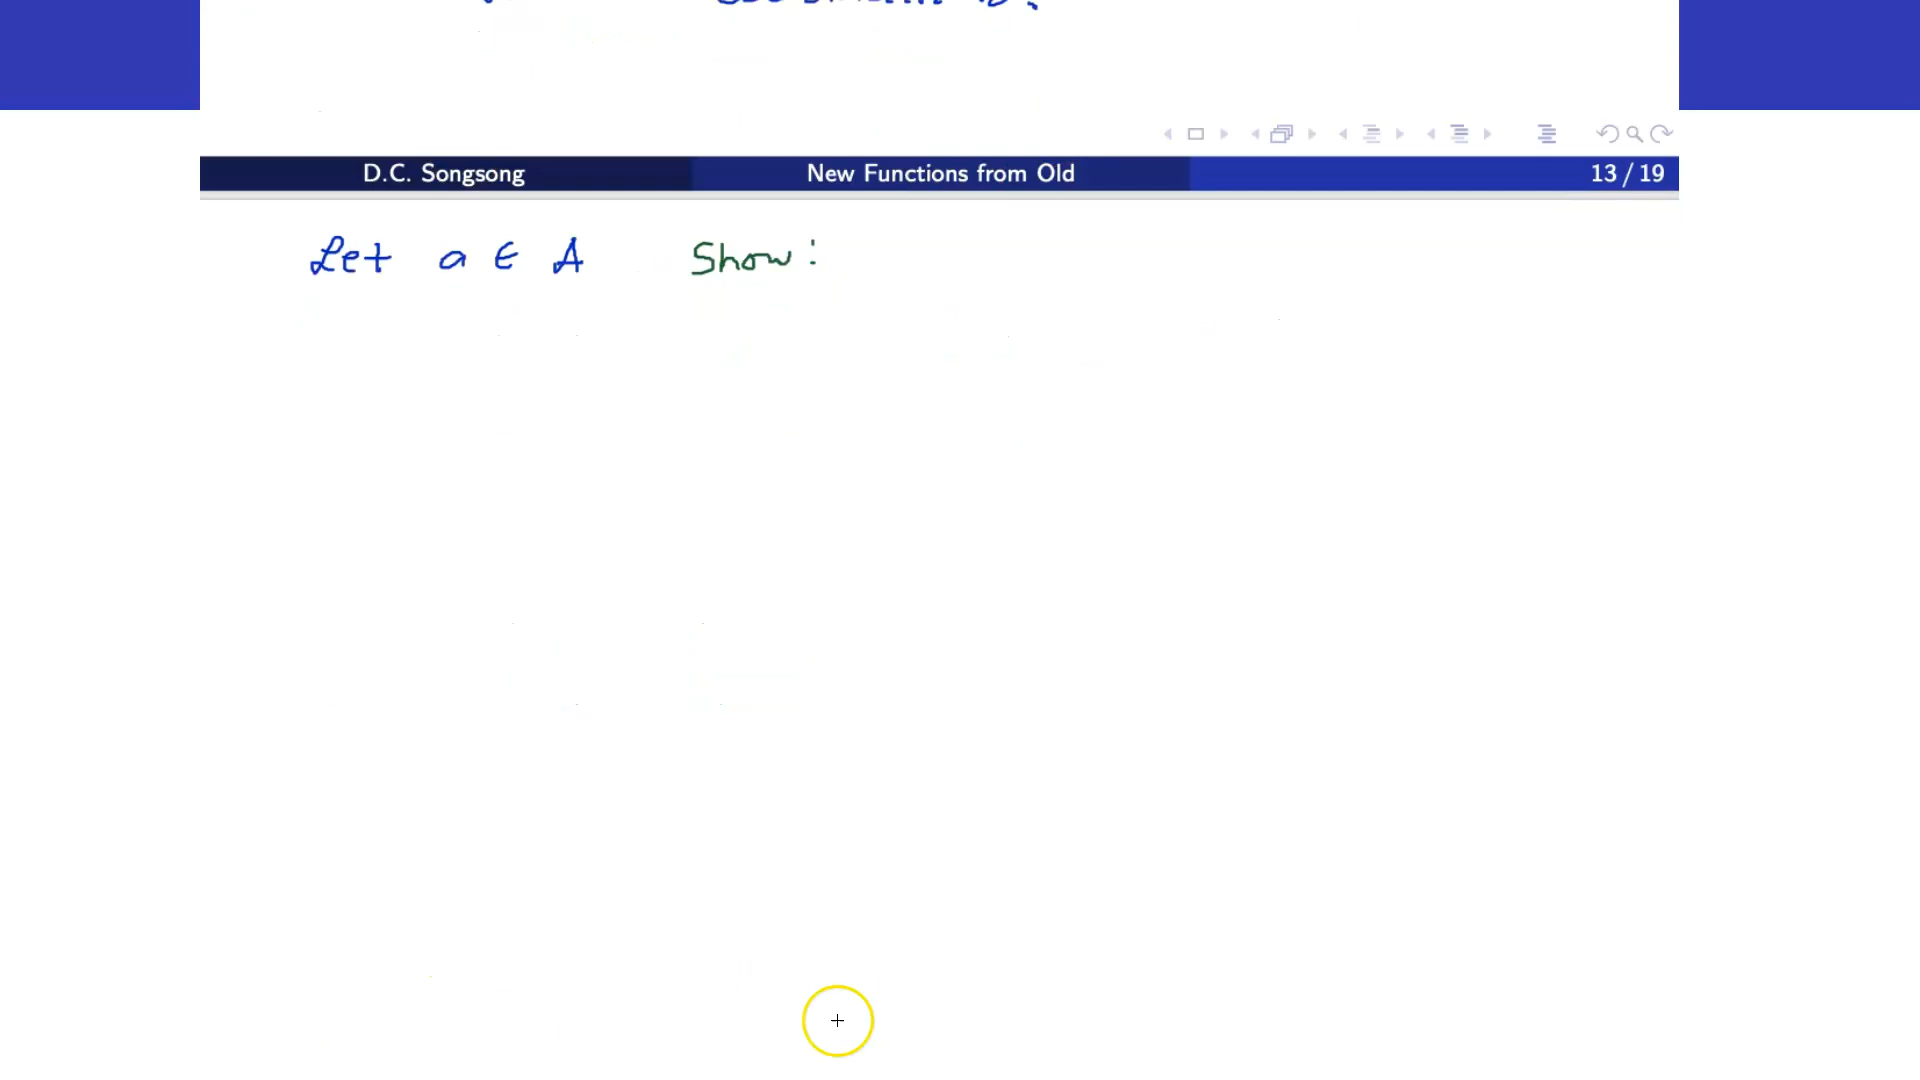 D.C. Songsong New Functions from Old 13 / 19
Let a ∈ A Show: